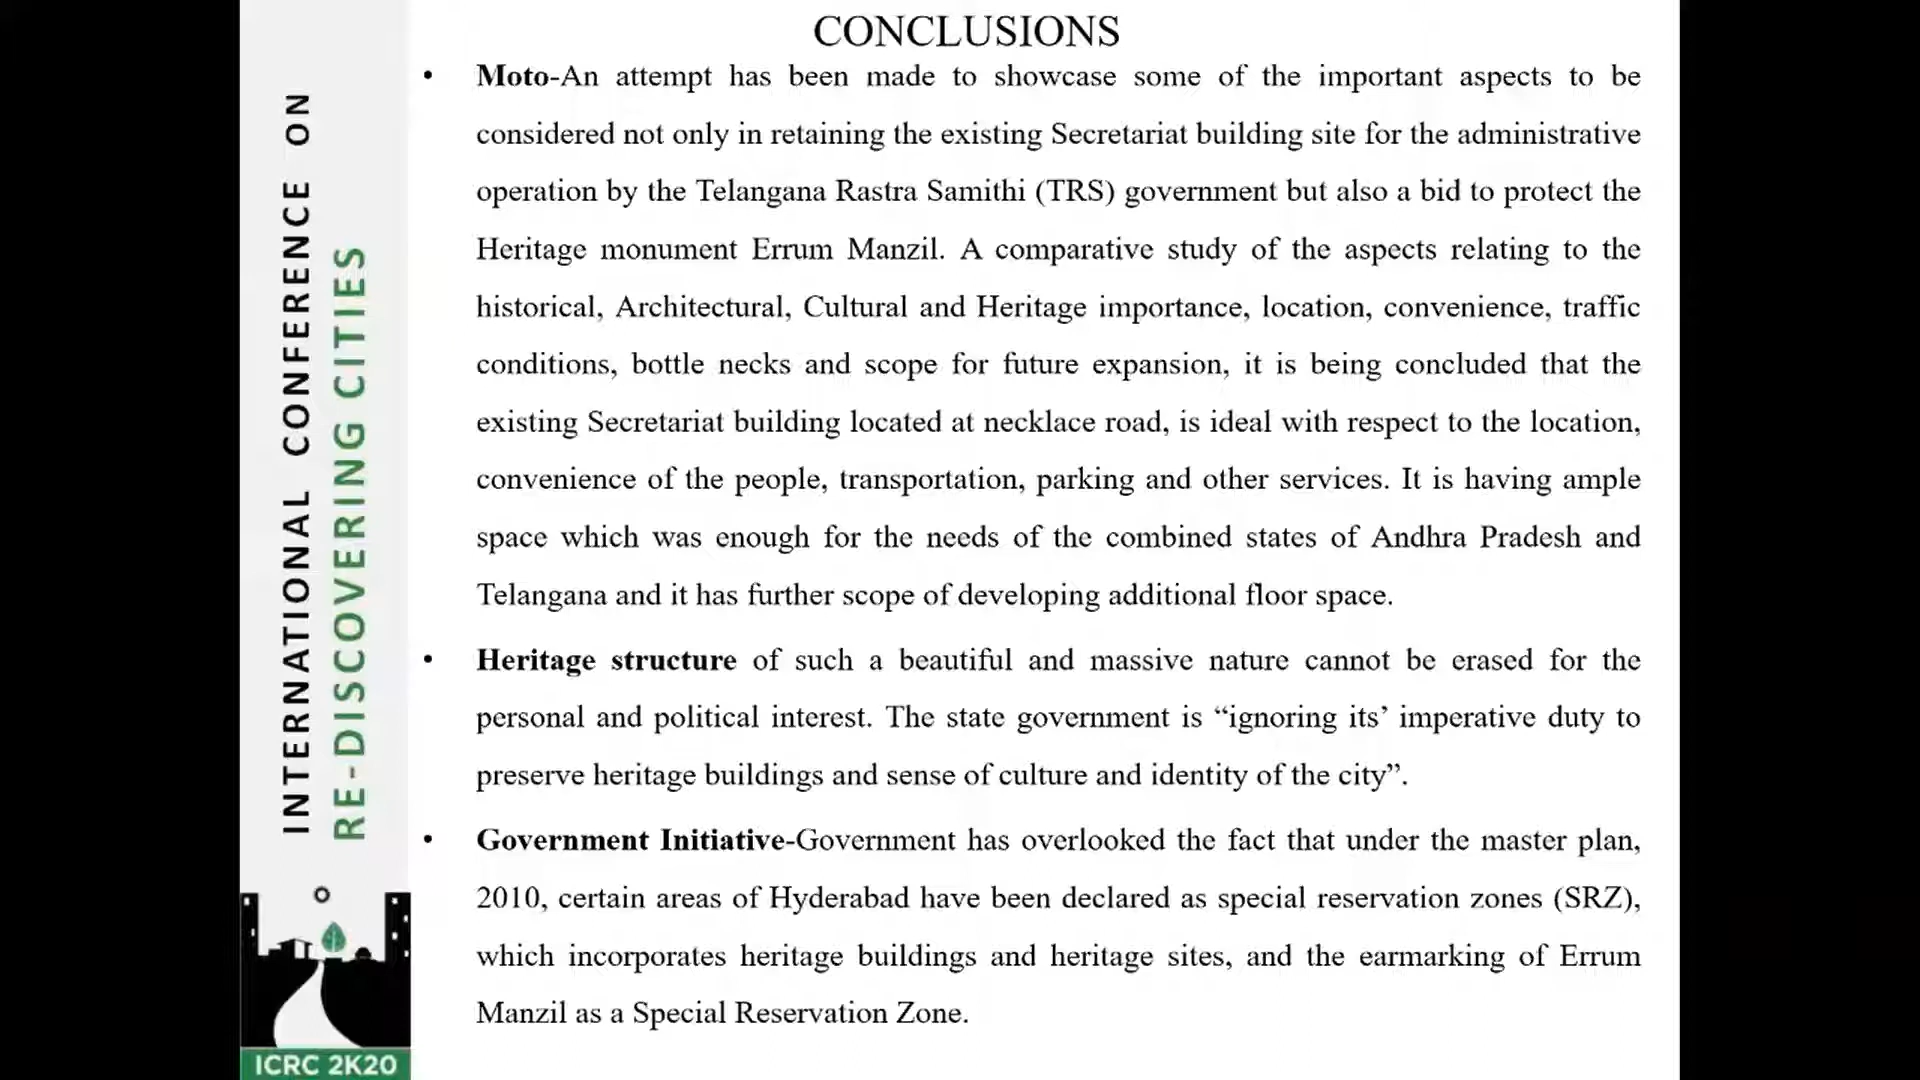 CONCLUSIONS
• Moto-An attempt has been made to showcase some of the important aspects to be
considered not only in retaining the existing Secretariat building site for the administrative
operation by the Telangana Rastra Samithi (TRS) government but also a bid to protect the
Heritage monument Errum Manzil. A comparative study of the aspects relating to the
historical, Architectural, Cultural and Heritage importance, location, convenience, traffic
conditions, bottle necks and scope for future expansion, it is being concluded that the
existing Secretariat building located at necklace road, is ideal with respect to the location,
convenience of the people, transportation, parking and other services. It is having ample
space which was enough for the needs of the combined states of Andhra Pradesh and
Telangana and it has further scope of developing additional floor space.
• Heritage structure of such a beautiful and massive nature cannot be erased for the
personal and political interest. The state government is “ignoring its’ imperative duty to
preserve heritage buildings and sense of culture and identity of the city”.
• Government Initiative-Government has overlooked the fact that under the master plan,
2010, certain areas of Hyderabad have been declared as special reservation zones (SRZ),
which incorporates heritage buildings and heritage sites, and the earmarking of Errum
Manzil as a Special Reservation Zone.
INTERNATIONAL CONFERENCE ON
RE-DISCOVERING CITIES
ICRC 2K20